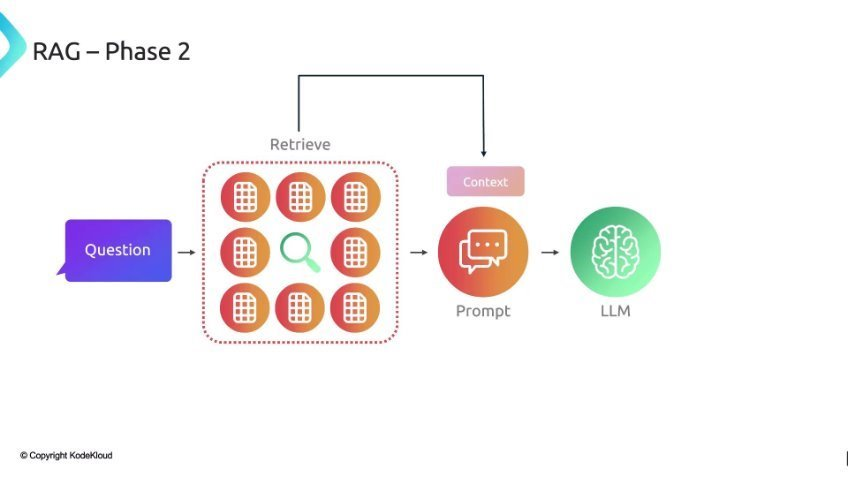 RAG – Phase 2
Retrieve
Context
Question
Prompt
LLM
© Copyright KodeKloud